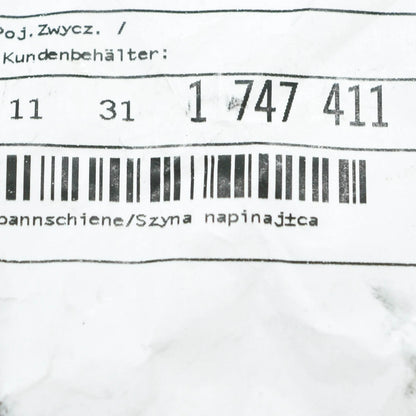 Poj.Zwycz. /
Kundenbehälter:
11 31 1 747 411
pannschiene/Szyna napinaj±ca